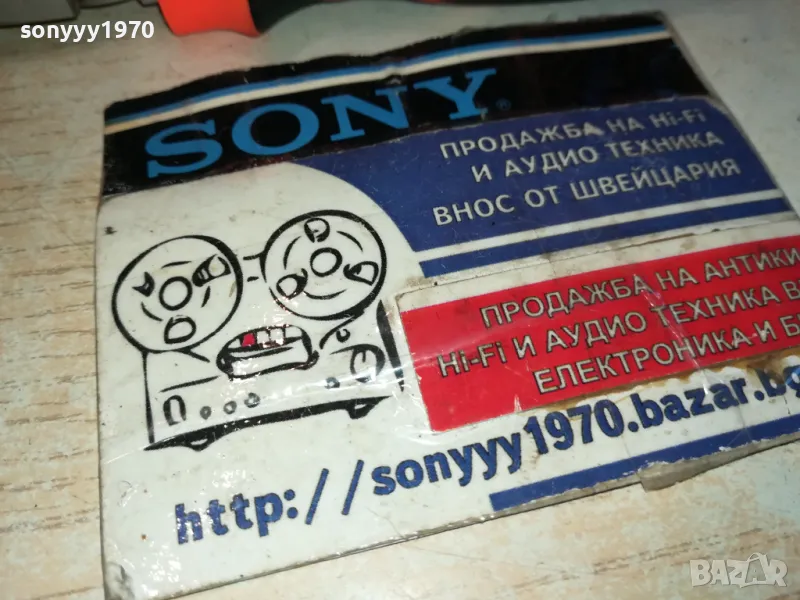 sonyyy1970
SONY®
ПРОДАЖБА НА Hi-Fi
И АУДИО ТЕХНИКА
ВНОС ОТ ШВЕЙЦАРИЯ
ПРОДАЖБА НА АНТИКИ
Hi-Fi И АУДИО ТЕХНИКА В
ЕЛЕКТРОНИКА И Б
http://sonyyy1970.bazar.bg
BAZAR